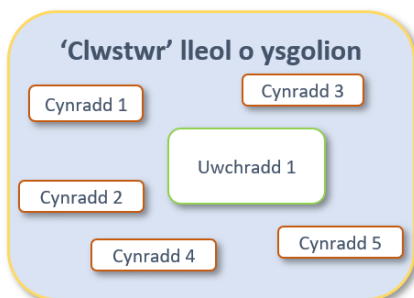 ‘Clwstwr’ lleol o ysgolion
Cynradd 1
Cynradd 3
Uwchradd 1
Cynradd 2
Cynradd 4
Cynradd 5